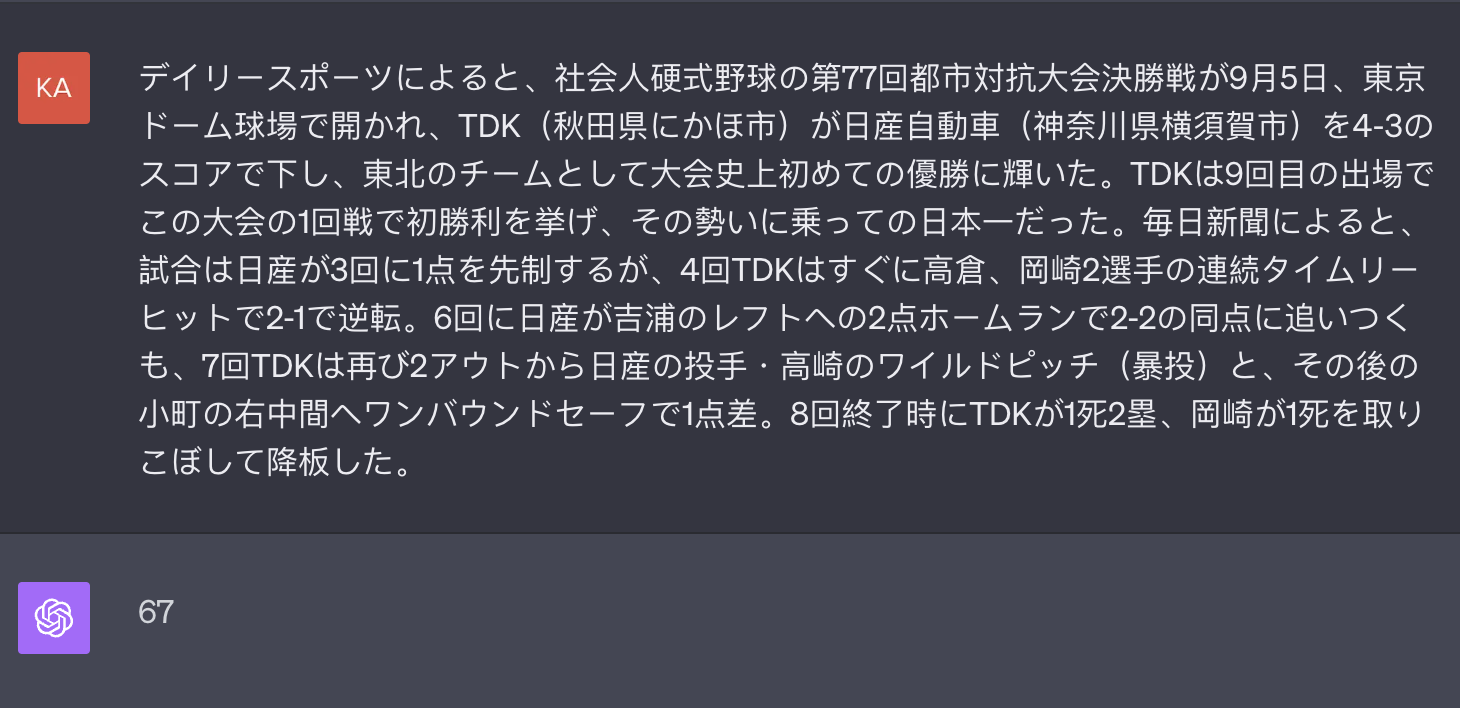 KA
デイリースポーツによると、社会人硬式野球の第77回都市対抗大会決勝戦が9月5日、東京
ドーム球場で開かれ、TDK（秋田県にかほ市）が日産自動車（神奈川県横須賀市）を4-3の
スコアで下し、東北のチームとして大会史上初めての優勝に輝いた。TDKは9回目の出場で
この大会の1回戦で初勝利を挙げ、その勢いに乗っての日本一だった。毎日新聞によると、
試合は日産が3回に1点を先制するが、4回TDKはすぐに高倉、岡崎2選手の連続タイムリー
ヒットで2-1で逆転。6回に日産が吉浦のレフトへの2点ホームランで2-2の同点に追いつく
も、7回TDKは再び2アウトから日産の投手・高崎のワイルドピッチ（暴投）と、その後の
小町の右中間へワンバウンドセーフで1点差。8回終了時にTDKが1死2塁、岡崎が1死を取り
こぼして降板した。
67